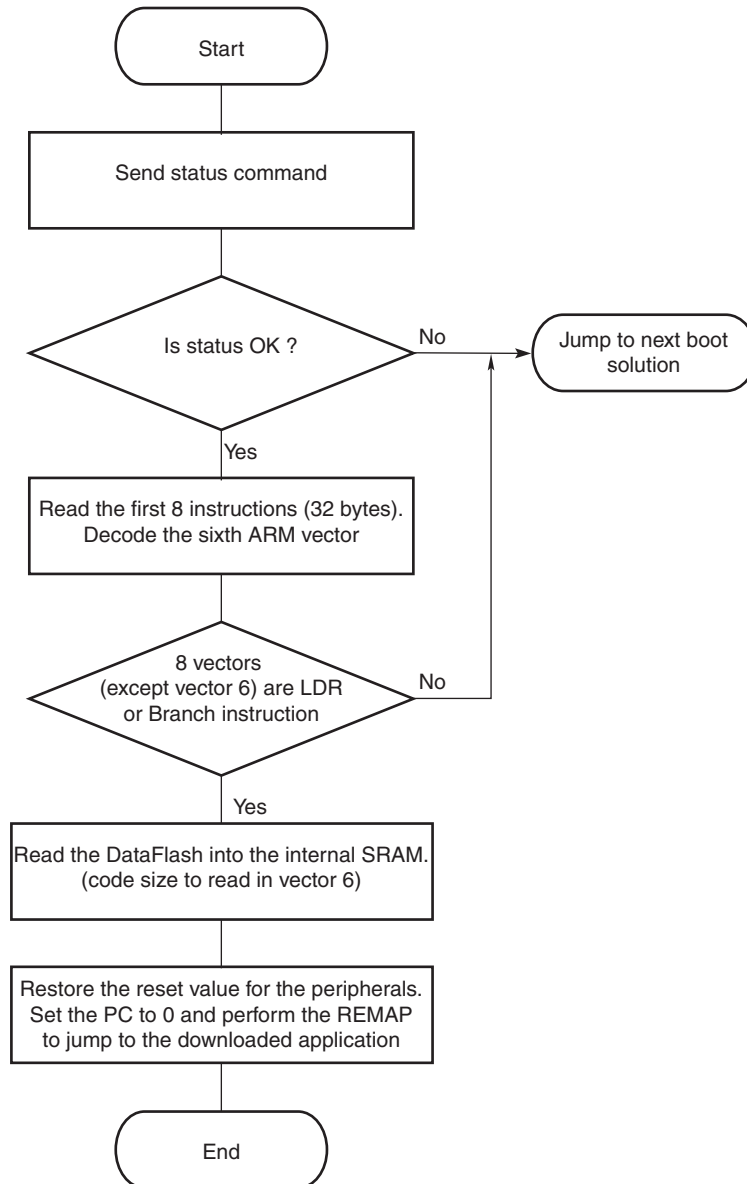 Start
Send status command
Is status OK ?
No
Jump to next boot
solution
Yes
Read the first 8 instructions (32 bytes).
Decode the sixth ARM vector
8 vectors
(except vector 6) are LDR
or Branch instruction
No
Yes
Read the DataFlash into the internal SRAM.
(code size to read in vector 6)
Restore the reset value for the peripherals.
Set the PC to 0 and perform the REMAP
to jump to the downloaded application
End